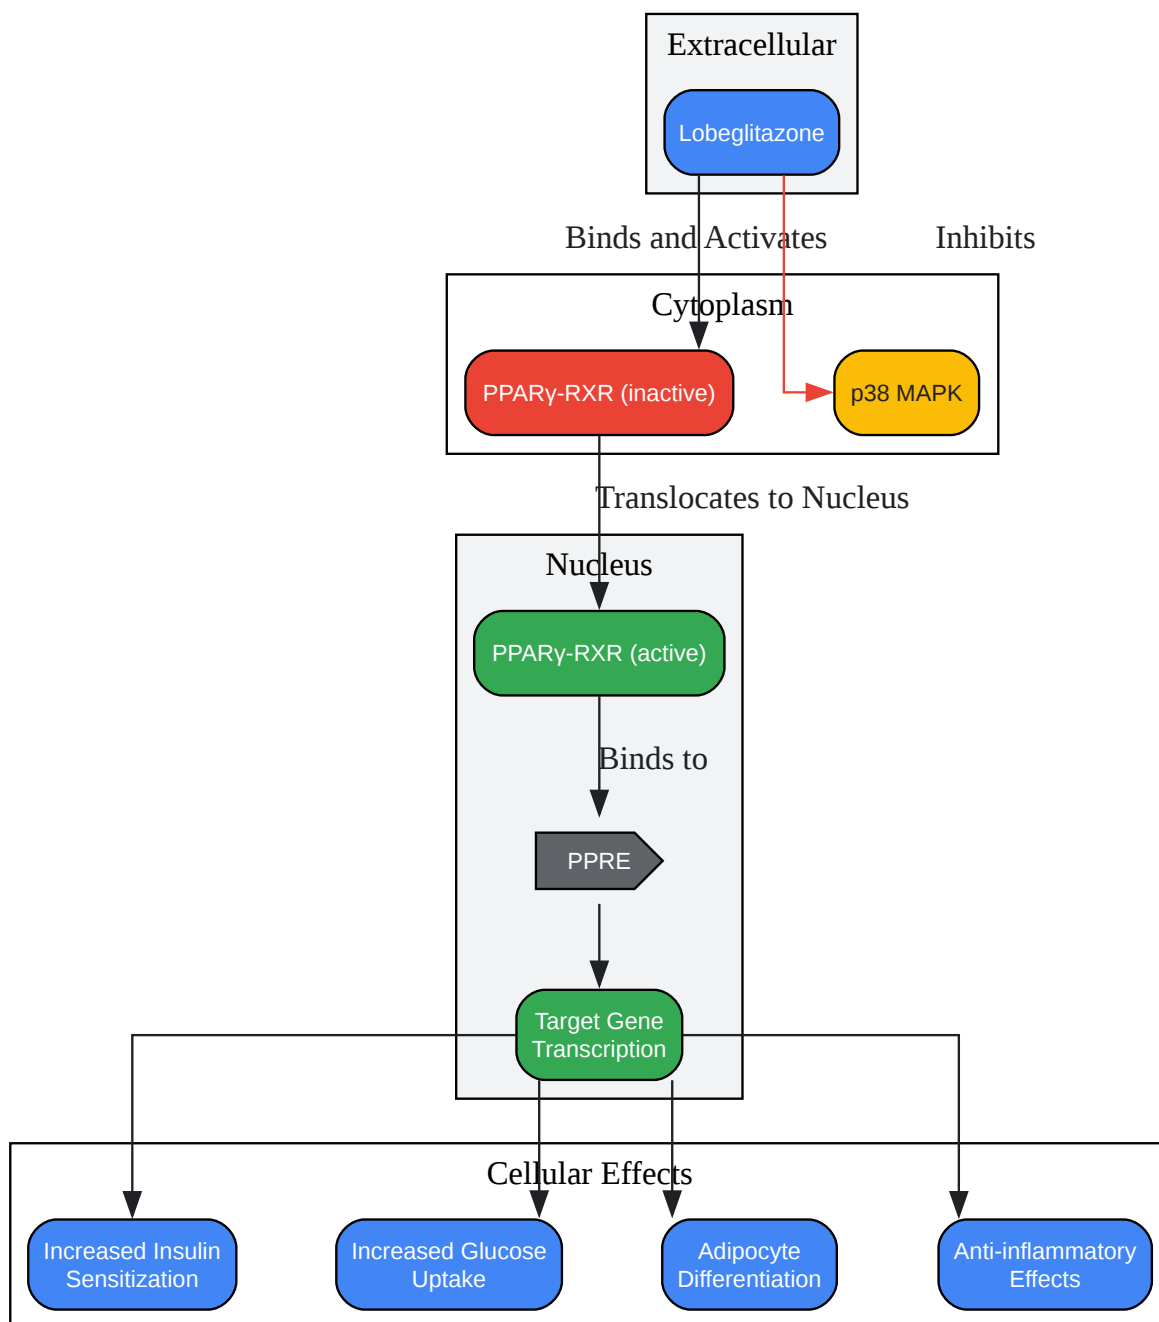 Extracellular
Lobeglitazone
Binds and Activates
Inhibits
Cytoplasm
PPARγ-RXR (inactive)
p38 MAPK
Translocates to Nucleus
Nucleus
PPARγ-RXR (active)
Binds to
PPRE
Target Gene
Transcription
Cellular Effects
Increased Insulin
Sensitization
Increased Glucose
Uptake
Adipocyte
Differentiation
Anti-inflammatory
Effects